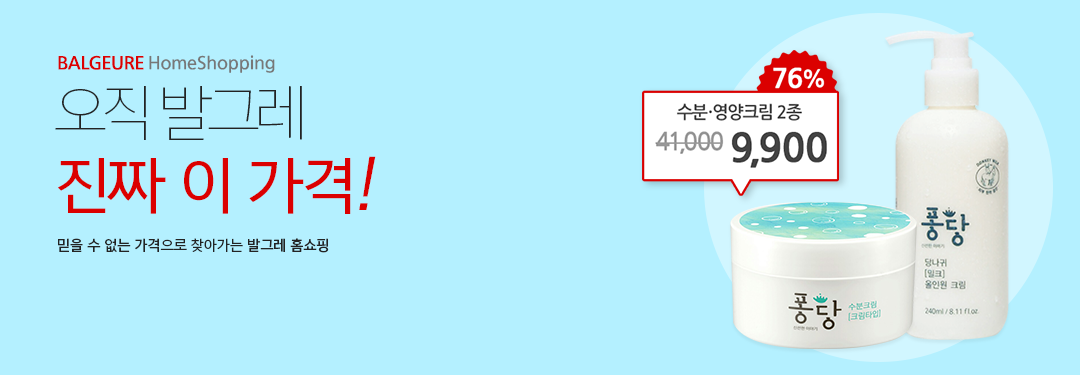 BALGEURE HomeShopping
오직 발그레
진짜 이 가격!
믿을 수 없는 가격으로 찾아가는 발그레 홈쇼핑
76%
수분·영양크림 2종
41,000 9,900
DONKEY MILK
퐁당
당나귀
[밀크]
올인원 크림
240ml / 8.11 fl.oz
퐁당
수분크림
[크림타입]